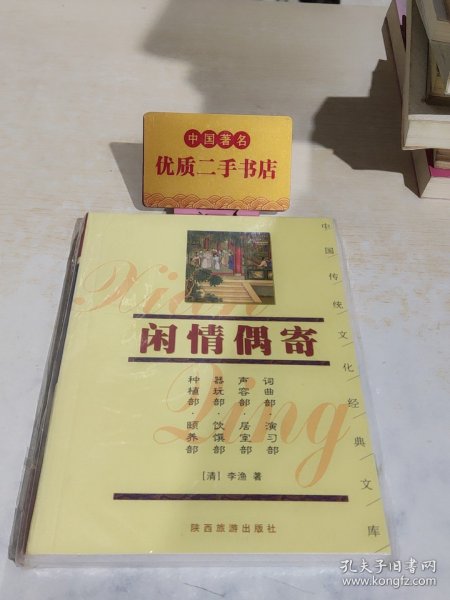 中国著名
优质二手书店
中国传统文化经典文库
Xian
闲情偶寄
Qing
词曲部·演习部
声容部·居室部
器玩部·饮馔部
种植部·颐养部
[清] 李渔 著
陕西旅游出版社
孔夫子旧书网
www.kongfz.com